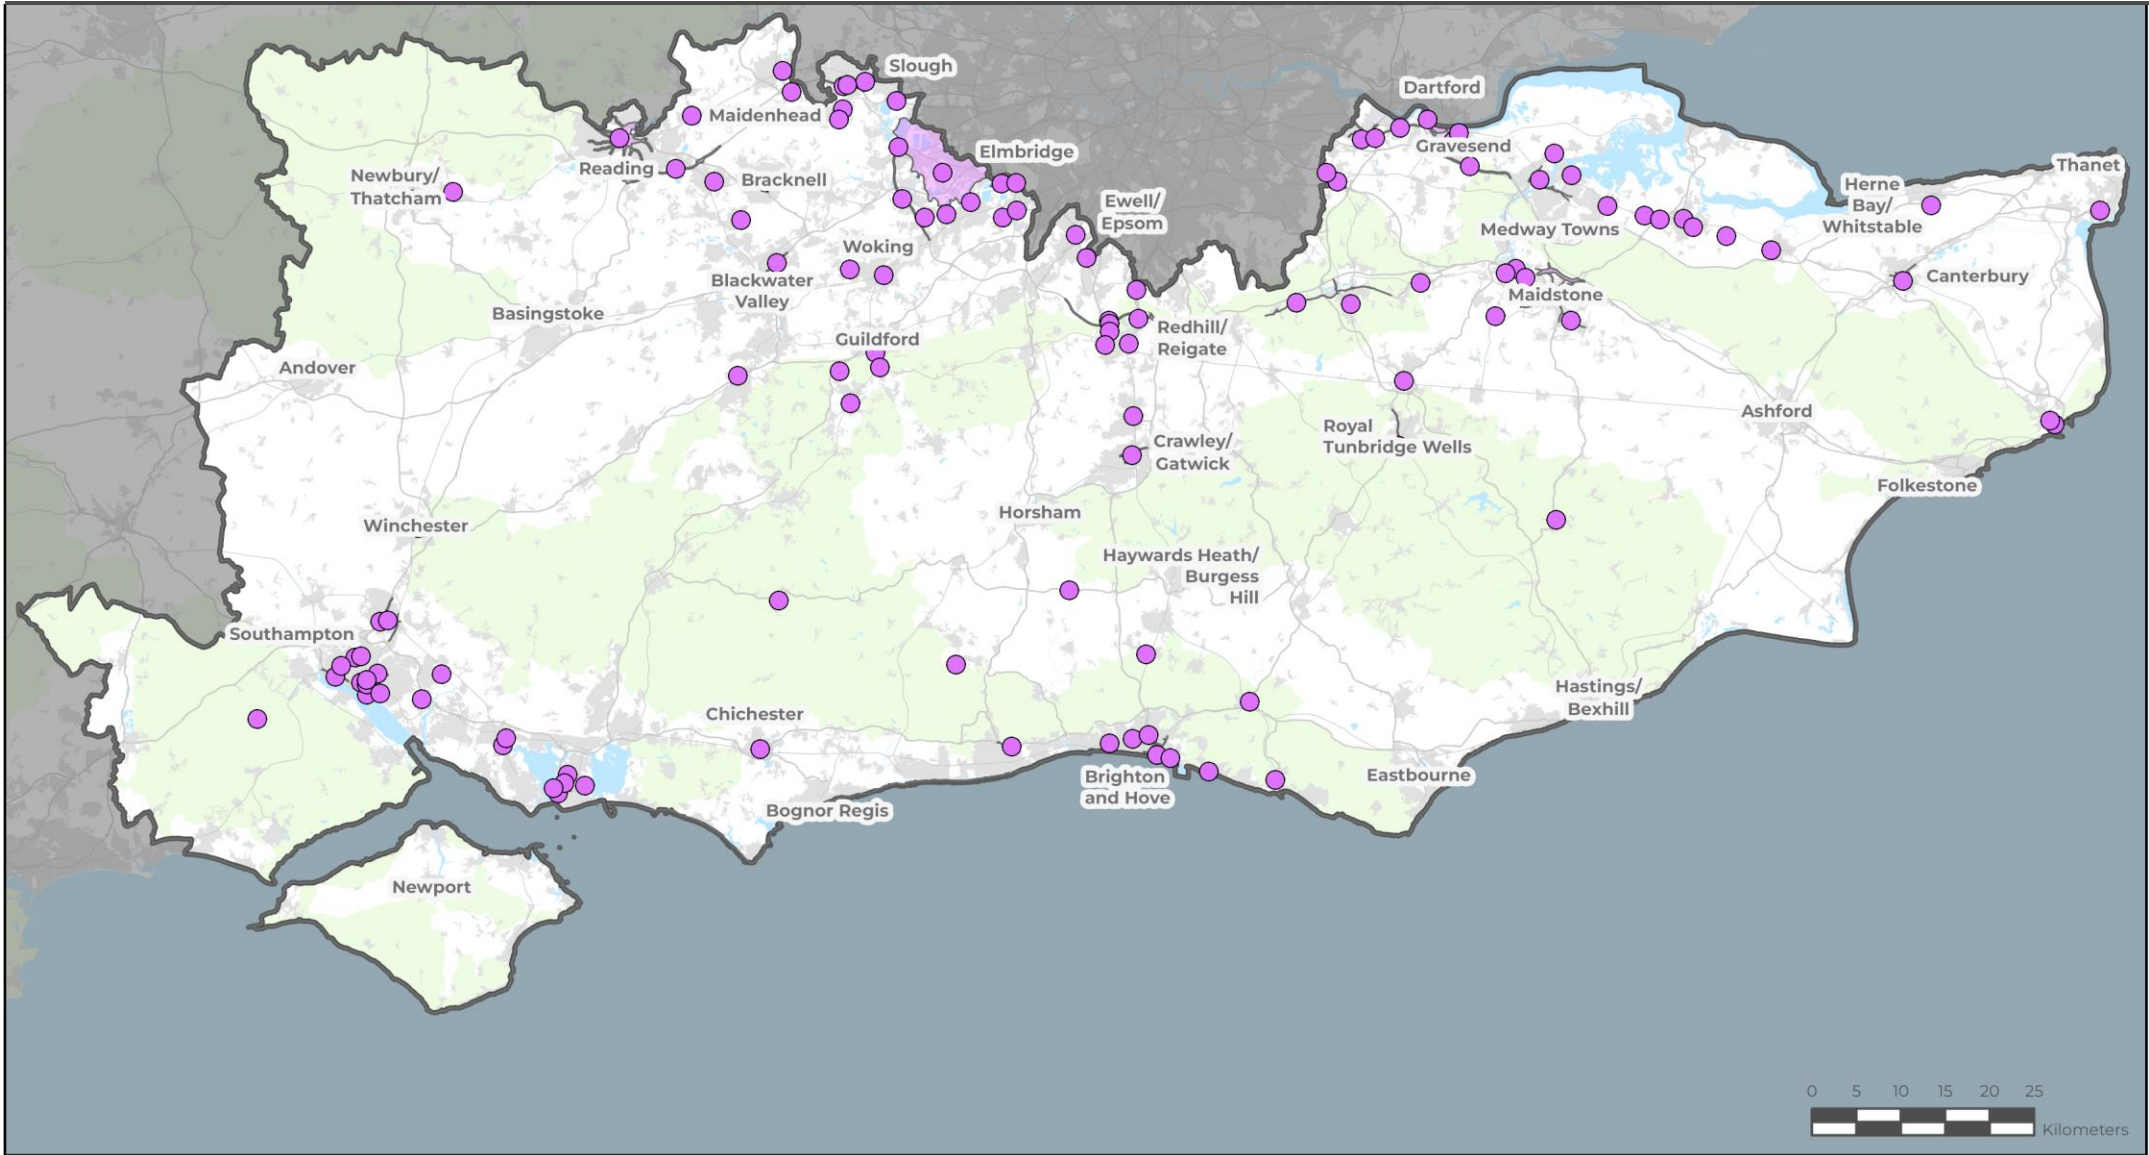 Slough
Dartford
Maidenhead
Gravesend
Elmbridge
Reading
Bracknell
Newbury/
Thatcham
Thanet
Herne
Bay/
Whitstable
Ewell/
Epsom
Medway Towns
Woking
Canterbury
Blackwater
Valley
Maidstone
Basingstoke
Redhill/
Reigate
Guildford
Andover
Ashford
Royal
Tunbridge Wells
Crawley/
Gatwick
Folkestone
Horsham
Winchester
Haywards Heath/
Burgess
Hill
Southampton
Hastings/
Bexhill
Chichester
Brighton
and Hove
Eastbourne
Bognor Regis
Newport
0 5 10 15 20 25
Kilometers